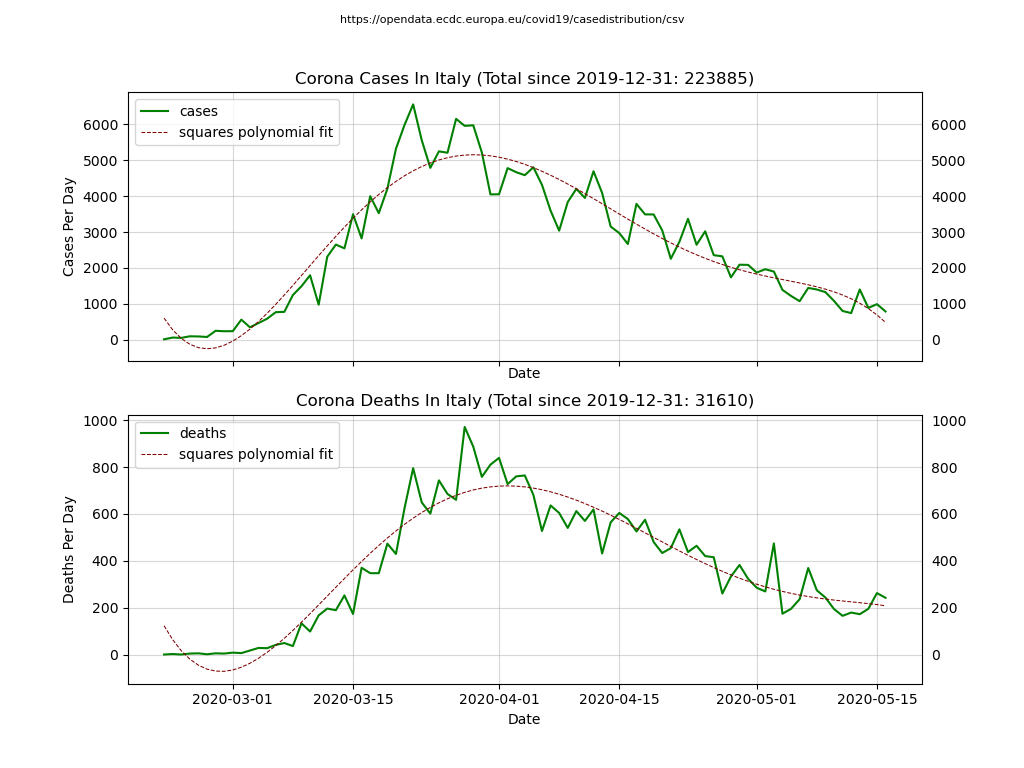 https://opendata.ecdc.europa.eu/covid19/casedistribution/csv
Corona Cases In Italy (Total since 2019-12-31: 223885)
cases
squares polynomial fit
Cases Per Day
6000 6000
5000 5000
4000 4000
3000 3000
2000 2000
1000 1000
0 0
Date
Corona Deaths In Italy (Total since 2019-12-31: 31610)
deaths
squares polynomial fit
Deaths Per Day
1000 1000
800 800
600 600
400 400
200 200
0 0
2020-03-01 2020-03-15 2020-04-01 2020-04-15 2020-05-01 2020-05-15
Date